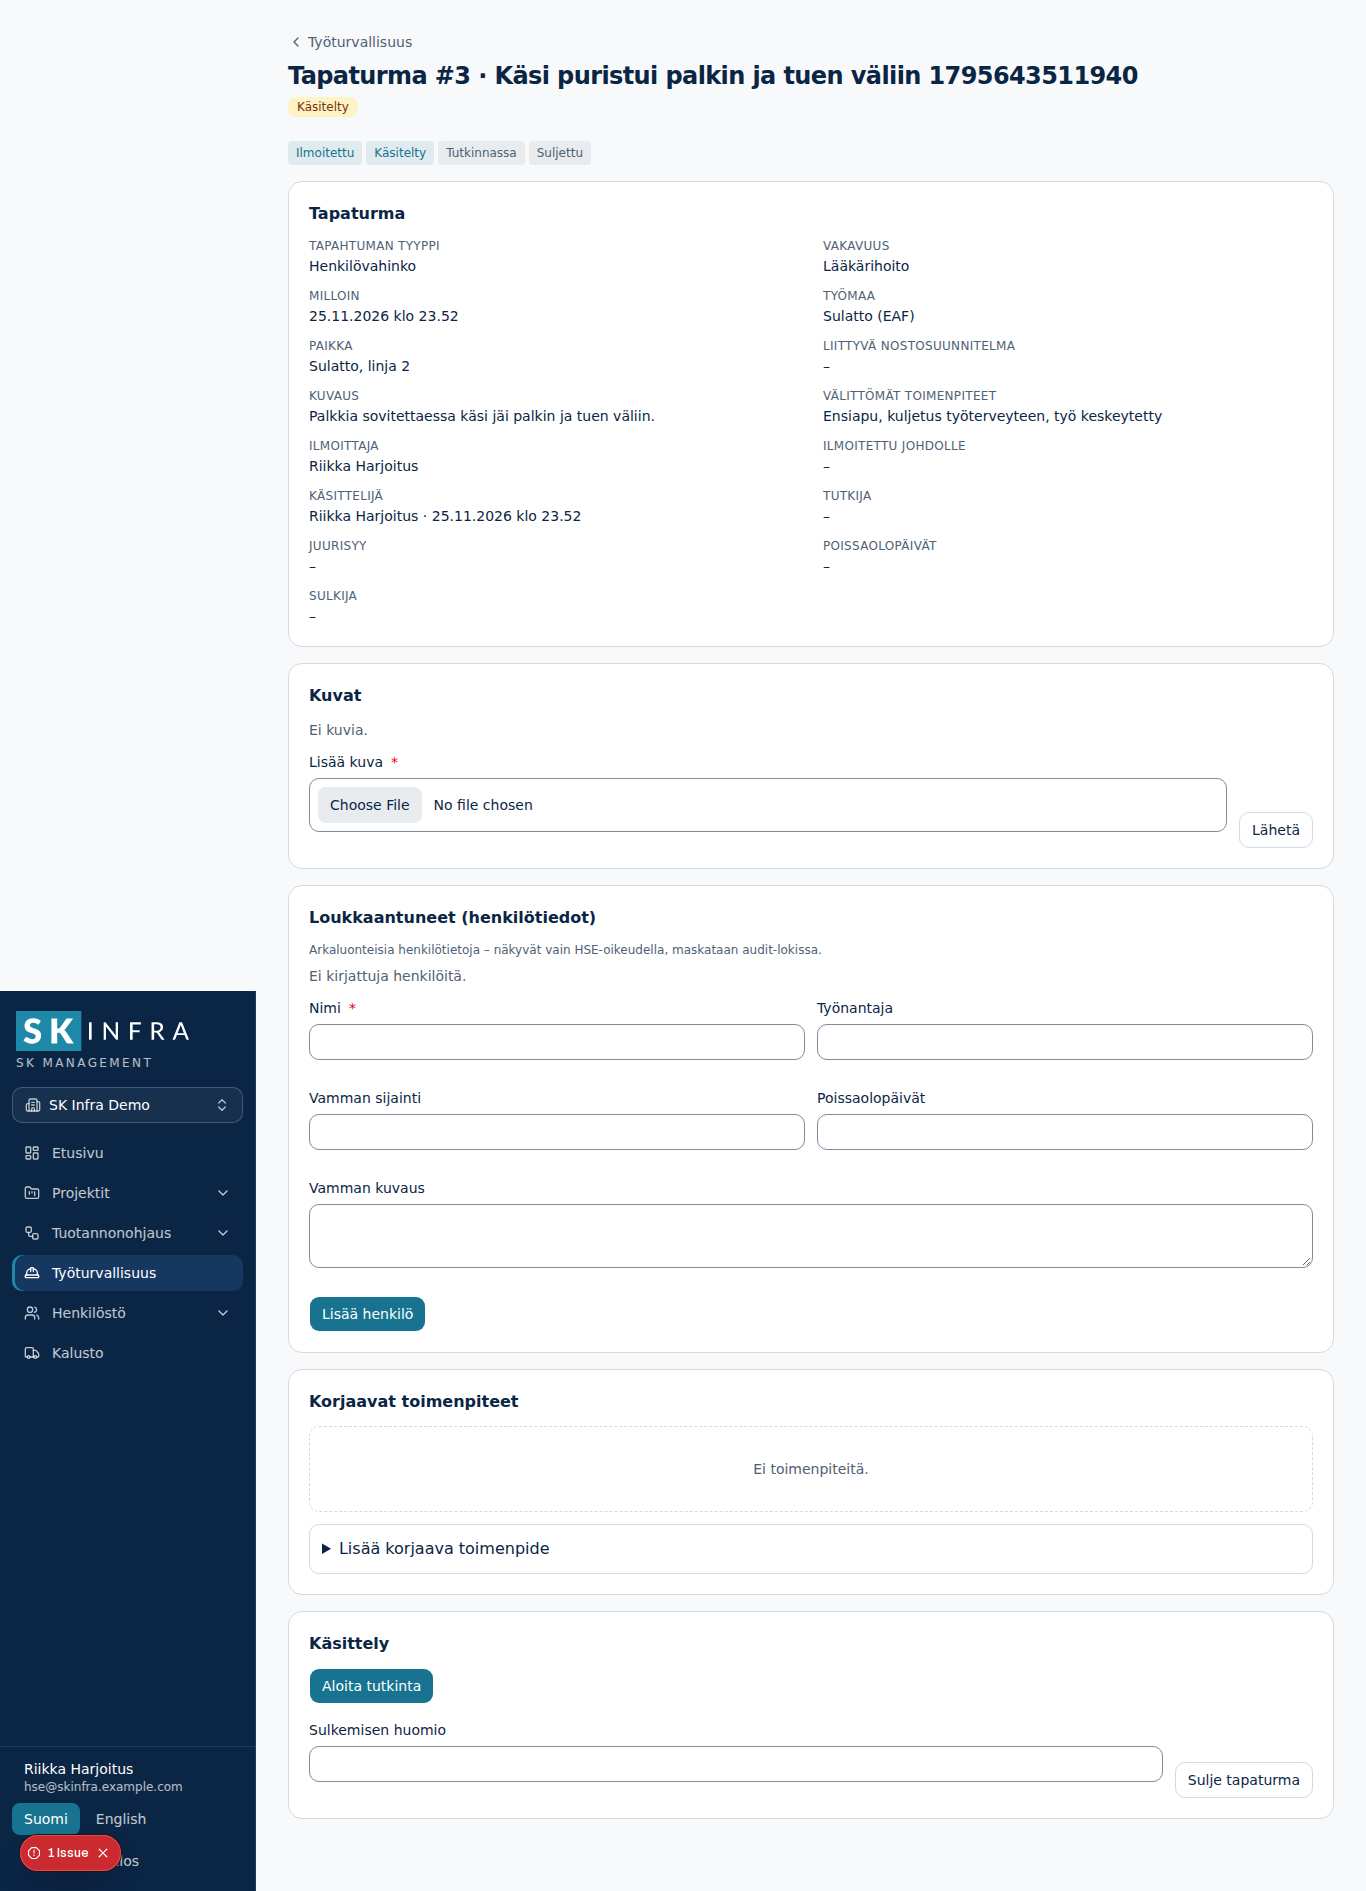 Työturvallisuus
Tapaturma #3 · Käsi puristui palkin ja tuen väliin 1795643511940
Käsitelty
Ilmoitettu Käsitelty Tutkinnassa Suljettu
Tapaturma
TAPAHTUMAN TYYPPI
Henkilövahinko
VAKAVUUS
Lääkärihoito
MILLOIN
25.11.2026 klo 23.52
TYÖMAA
Sulatto (EAF)
PAIKKA
Sulatto, linja 2
LIITTYVÄ NOSTOSUUNNITELMA
–
KUVAUS
Palkkia sovitettaessa käsi jäi palkin ja tuen väliin.
VÄLITTÖMÄT TOIMENPITEET
Ensiapu, kuljetus työterveyteen, työ keskeytetty
ILMOITTAJA
Riikka Harjoitus
ILMOITETTU JOHDOLLE
–
KÄSITTELIJÄ
Riikka Harjoitus · 25.11.2026 klo 23.52
TUTKIJA
–
JUURISYY
–
POISSAOLOPÄIVÄT
–
SULKIJA
–
Kuvat
Ei kuvia.
Lisää kuva *
Choose File No file chosen
Lähetä
Loukkaantuneet (henkilötiedot)
Arkaluonteisia henkilötietoja – näkyvät vain HSE-oikeudella, maskataan audit-lokissa.
Ei kirjattuja henkilöitä.
Nimi *
Työnantaja
Vamman sijainti
Poissaolopäivät
Vamman kuvaus
Lisää henkilö
Korjaavat toimenpiteet
Ei toimenpiteitä.
Lisää korjaava toimenpide
Käsittely
Aloita tutkinta
Sulkemisen huomio
Sulje tapaturma
SK INFRA
SK MANAGEMENT
SK Infra Demo
Etusivu
Projektit
Tuotannonohjaus
Työturvallisuus
Henkilöstö
Kalusto
Riikka Harjoitus
hse@skinfra.example.com
Suomi English
1 Issue